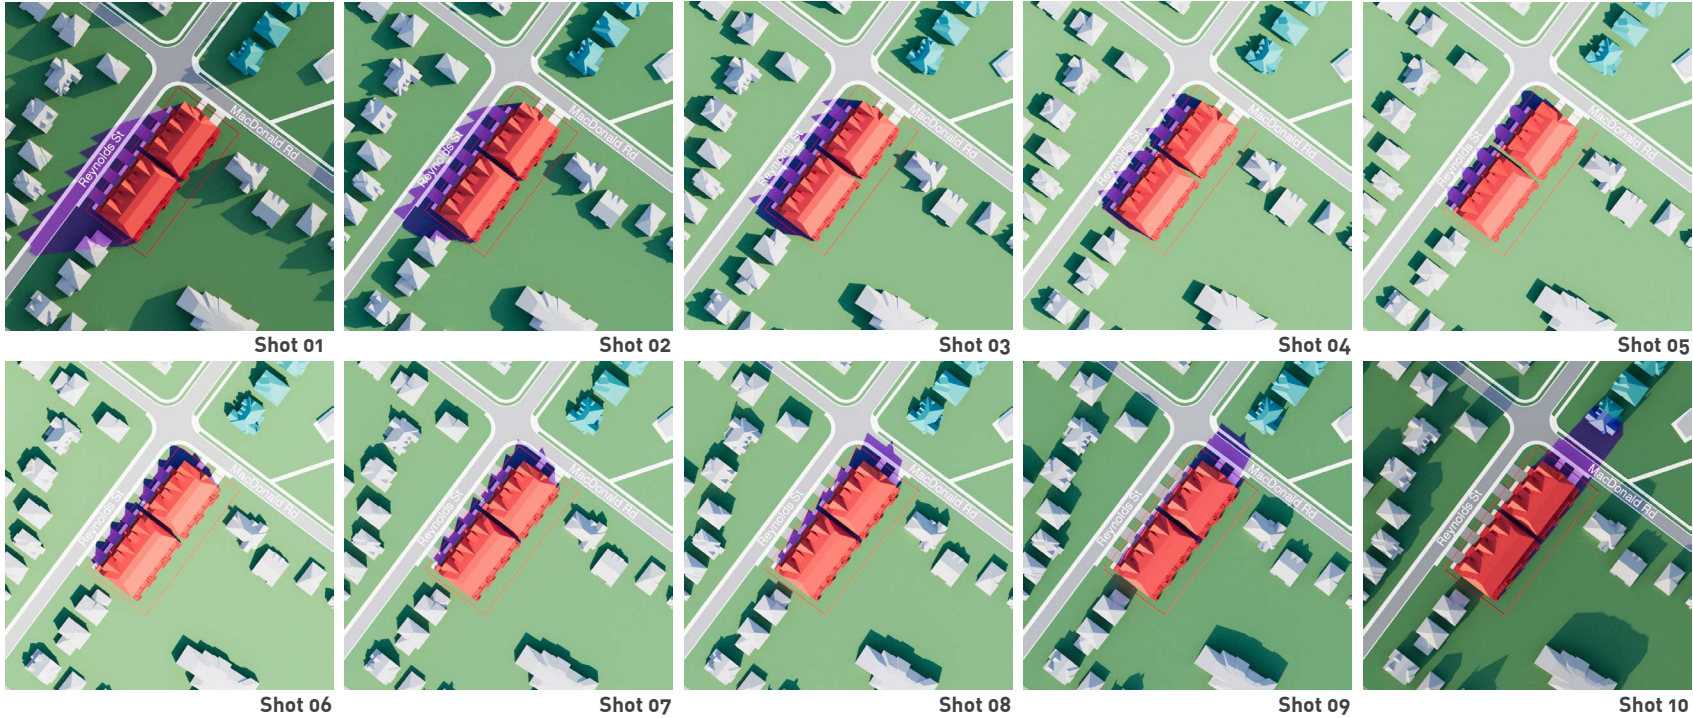 Reynolds St
MacDonald Rd
Reynolds St
MacDonald Rd
Reynolds St
MacDonald Rd
Reynolds St
MacDonald Rd
Reynolds St
MacDonald Rd
Shot 01
Shot 02
Shot 03
Shot 04
Shot 05
Reynolds St
MacDonald Rd
Reynolds St
MacDonald Rd
Reynolds St
MacDonald Rd
Reynolds St
MacDonald Rd
Reynolds St
MacDonald Rd
Shot 06
Shot 07
Shot 08
Shot 09
Shot 10